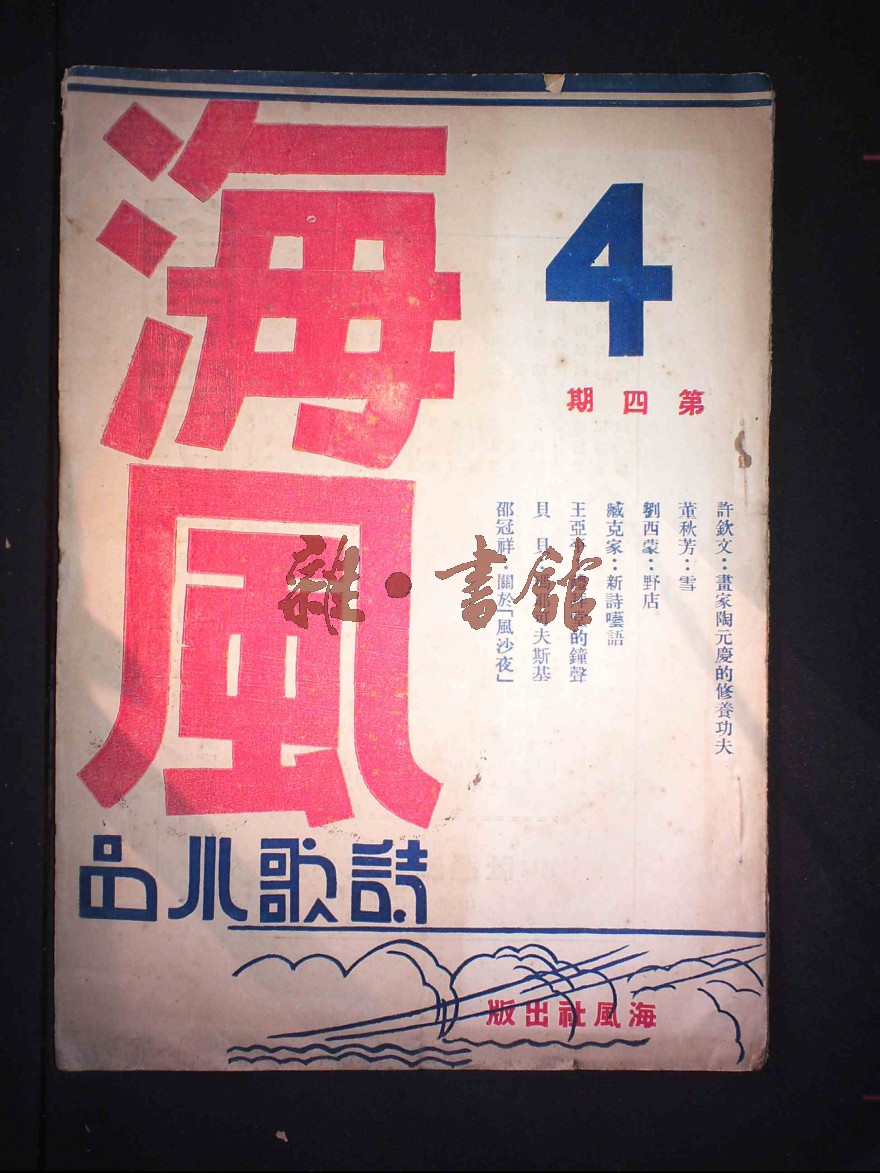 海風
詩歌小品
4
第四期
許欽文：畫家陶元慶的修養功夫
董秋芳：雪
劉西蒙：野店
臧克家：新詩囈語
王亞 的鐘聲
貝 貝 夫斯基
邵冠祥：關於「風沙夜」
海風社出版
雜·書館